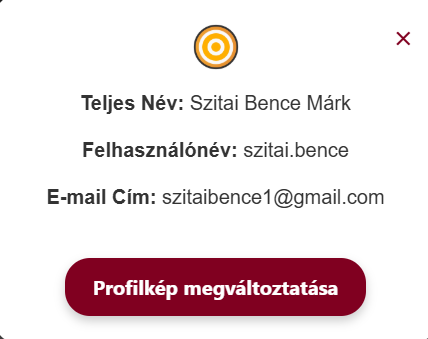 Teljes Név: Szitai Bence Márk
Felhasználónév: szitai.bence
E-mail Cím: szitaibence1@gmail.com
Profilkép megváltoztatása